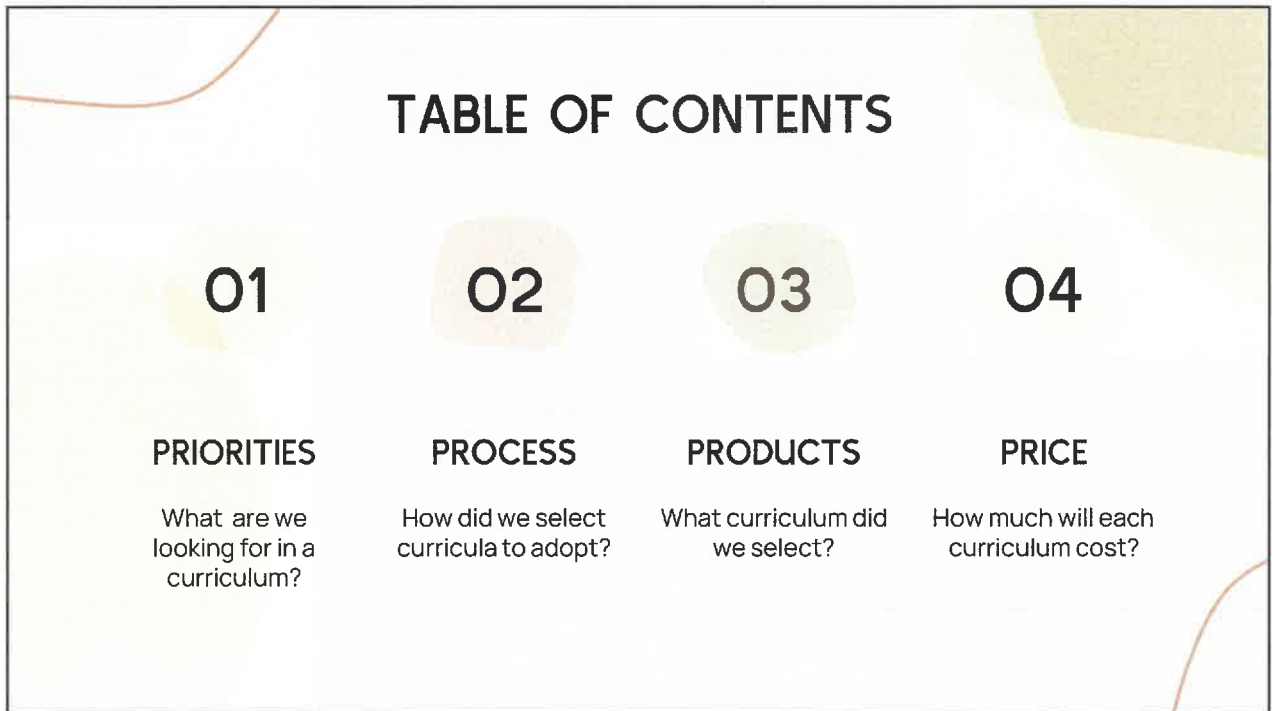 TABLE OF CONTENTS
01
02
03
04
PRIORITIES
What are we
looking for in a
curriculum?
PROCESS
How did we select
curricula to adopt?
PRODUCTS
What curriculum did
we select?
PRICE
How much will each
curriculum cost?